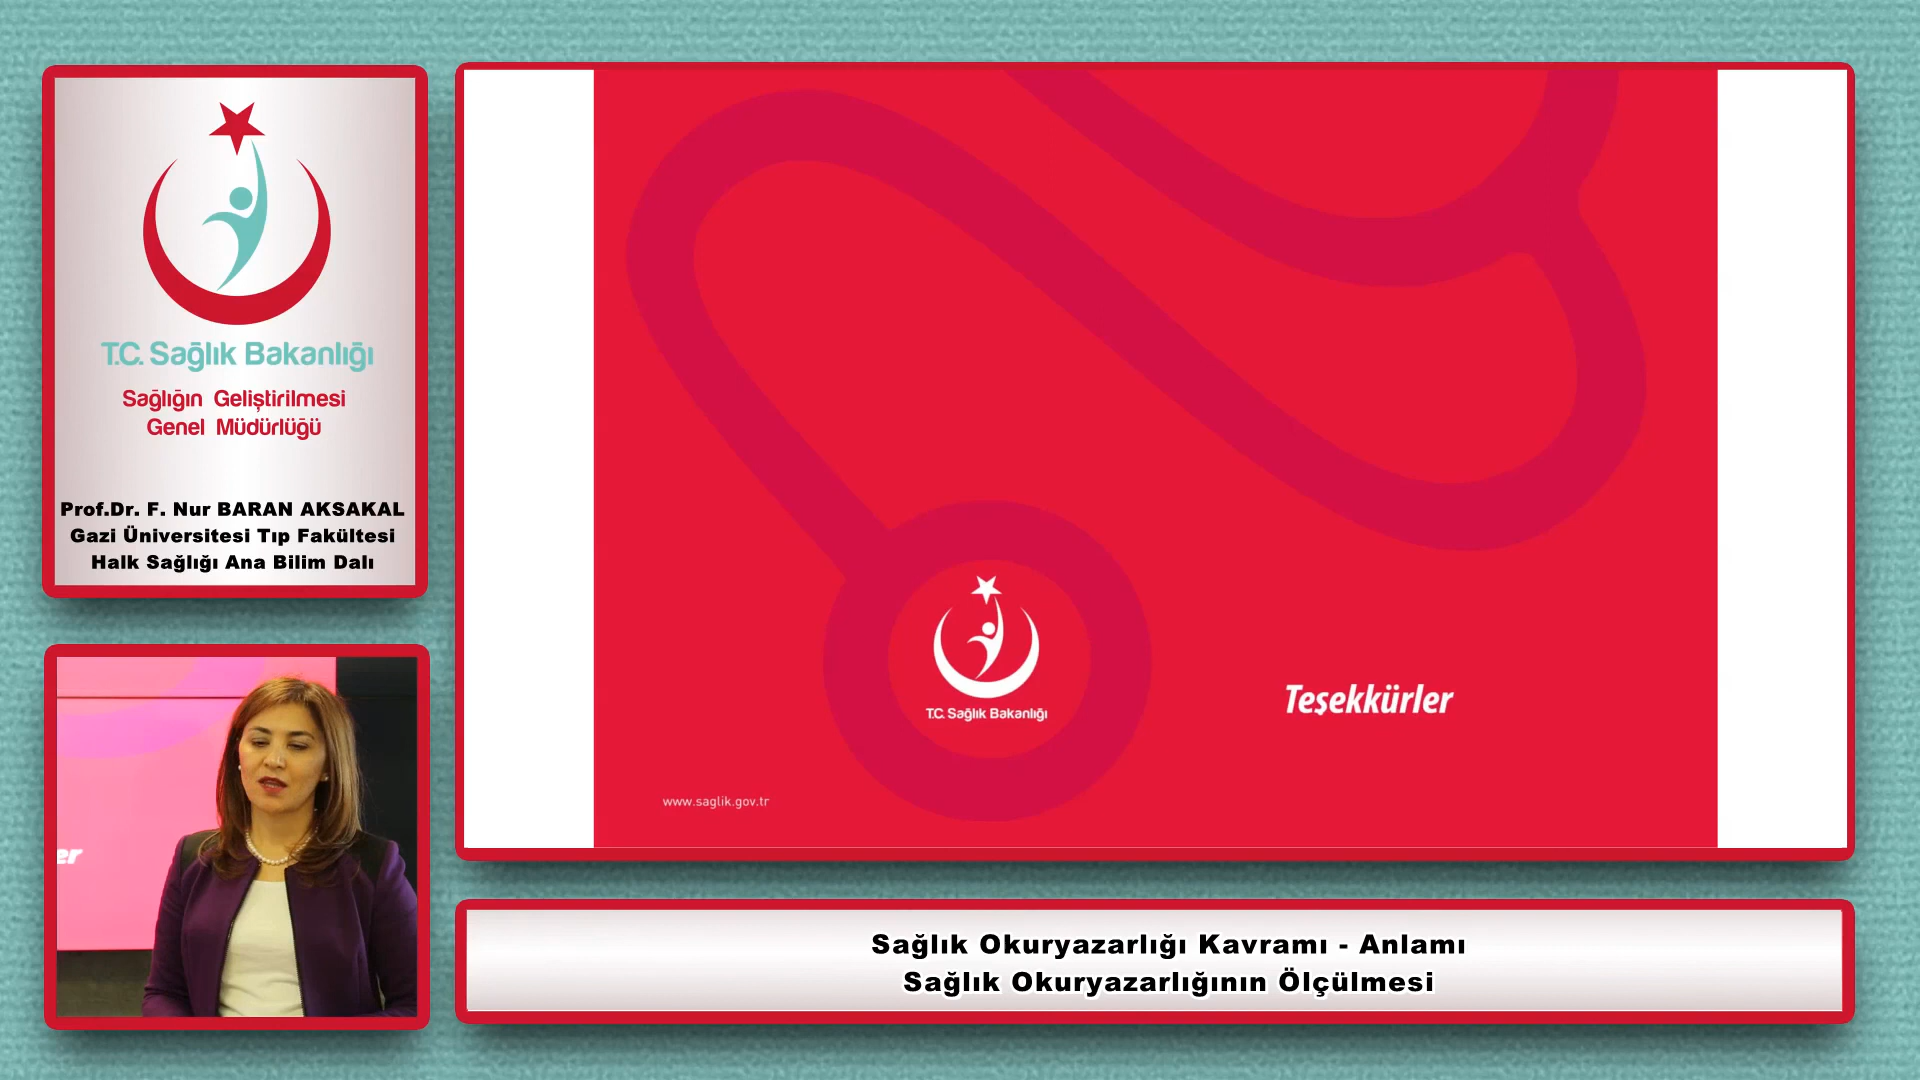 T.C. Sağlık Bakanlığı
Sağlığın Geliştirilmesi
Genel Müdürlüğü
Prof.Dr. F. Nur BARAN AKSAKAL
Gazi Üniversitesi Tıp Fakültesi
Halk Sağlığı Ana Bilim Dalı
er
T.C. Sağlık Bakanlığı
Teşekkürler
www.saglik.gov.tr
Sağlık Okuryazarlığı Kavramı - Anlamı
Sağlık Okuryazarlığının Ölçülmesi